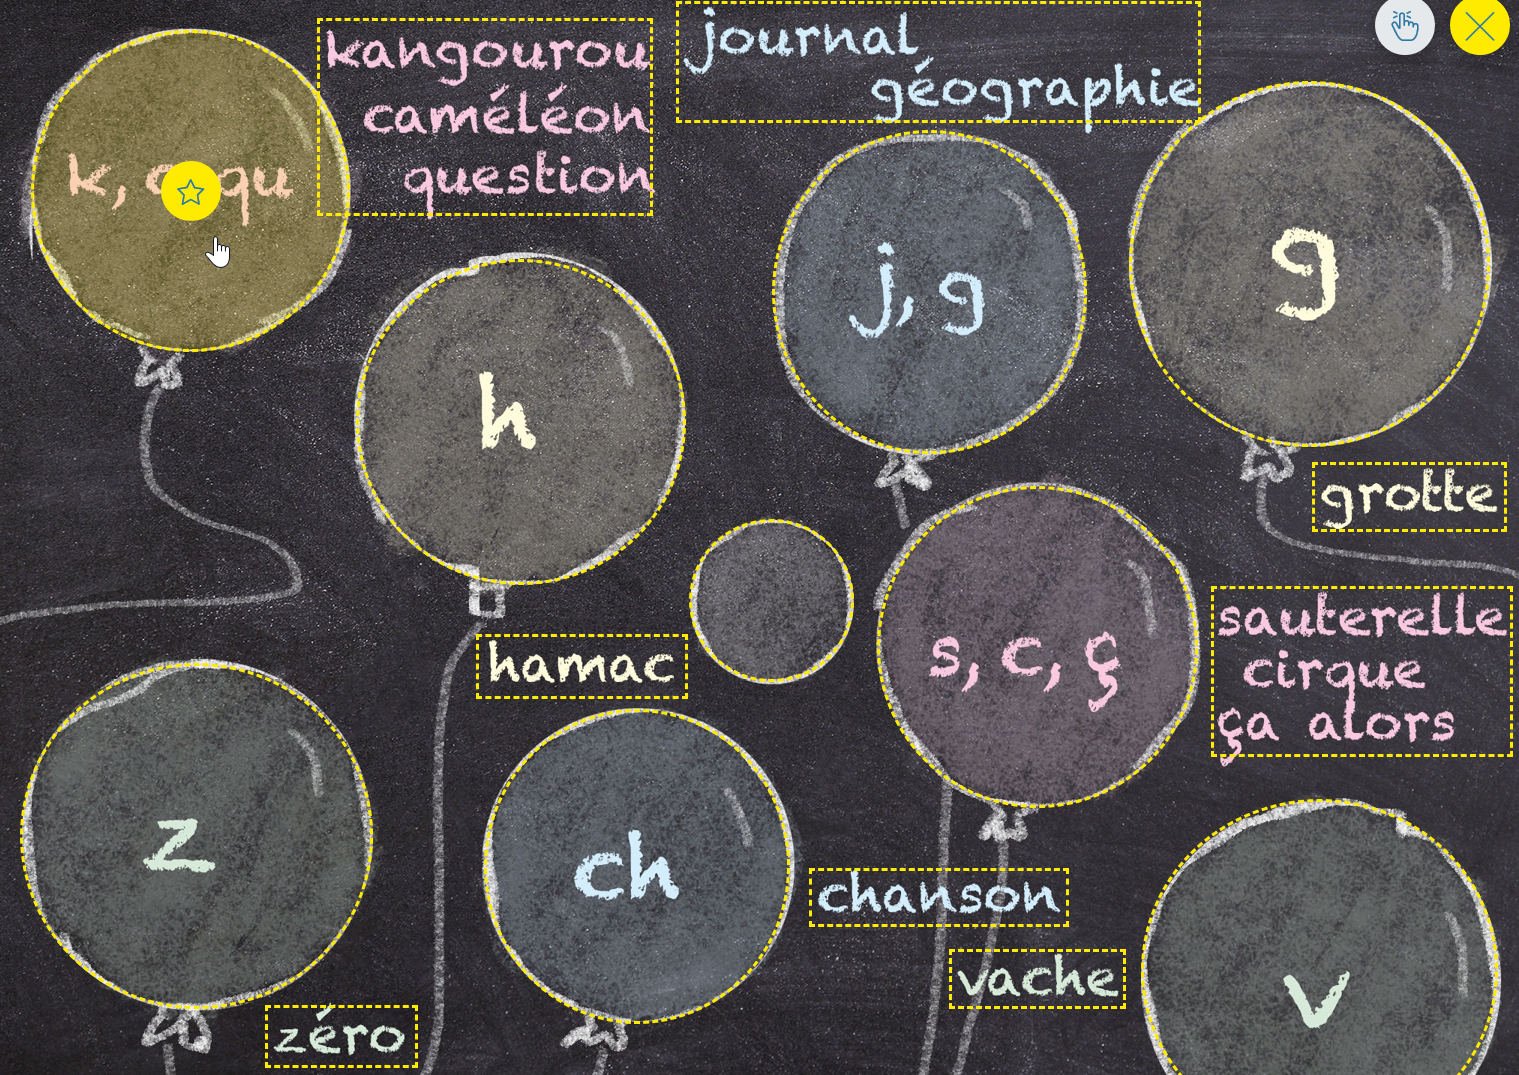 kangourou
caméléon
question
journal
géographie
k, c, qu
j, g
g
h
grotte
s, c, ç
sauterelle
cirque
ça alors
hamac
z
ch
chanson
vache
v
zéro